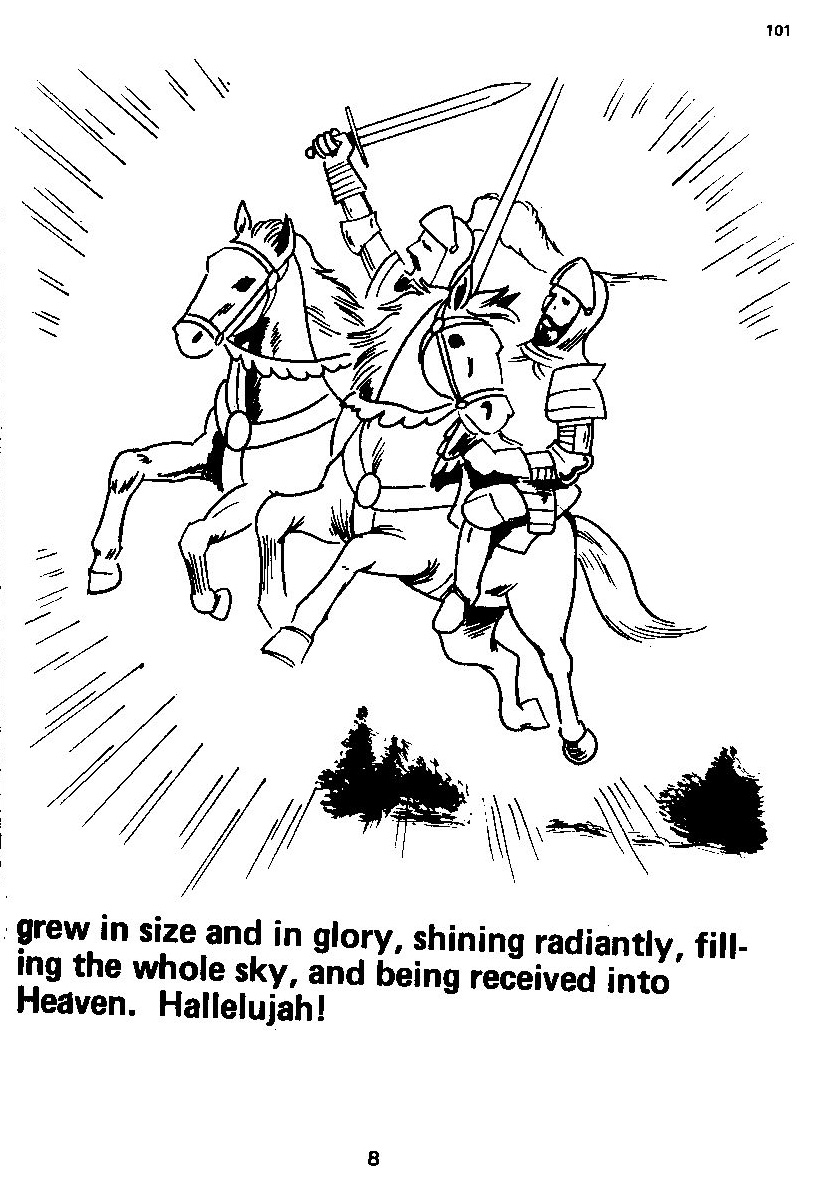 101
grew in size and in glory, shining radiantly, fill-
ing the whole sky, and being received into
Heaven. Hallelujah!
8